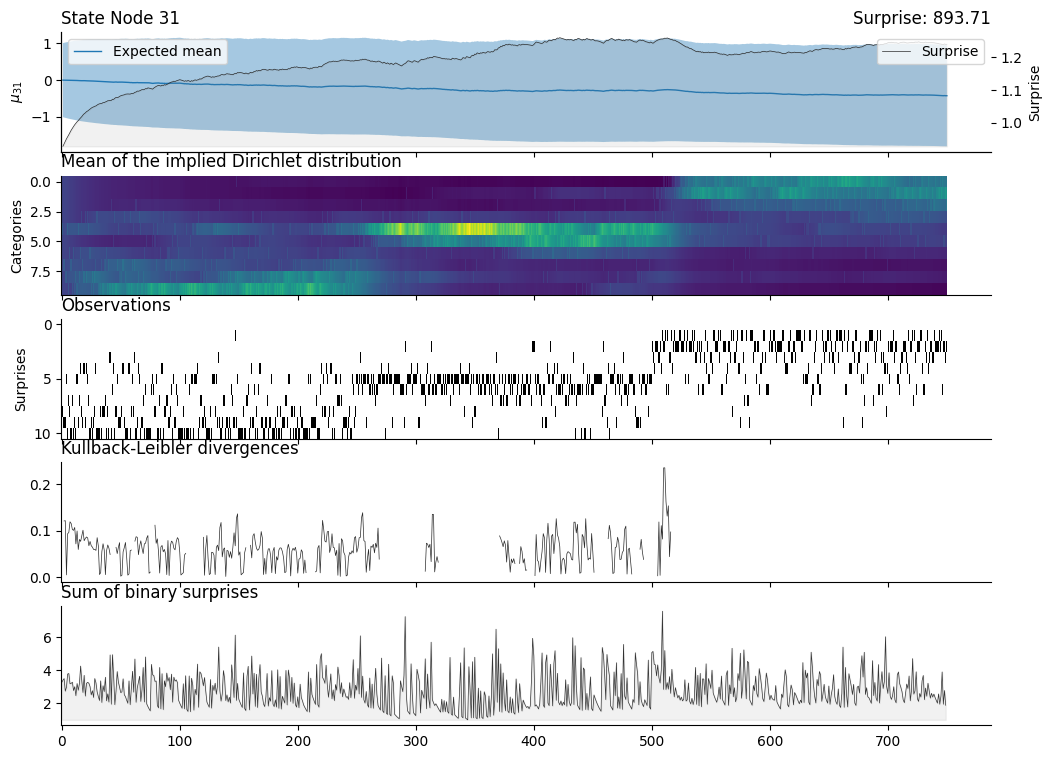 State Node 31
Surprise: 893.71
1
0
−1
μ31
Expected mean
Surprise
1.2
1.1
1.0
Surprise
Mean of the implied Dirichlet distribution
0.0
2.5
5.0
7.5
Categories
Observations
0
5
10
Surprises
Kullback-Leibler divergences
0.2
0.1
0.0
Sum of binary surprises
6
4
2
0 100 200 300 400 500 600 700